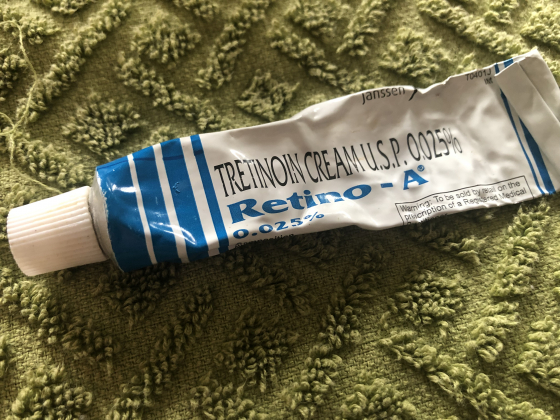 janssen
TRETINOIN CREAM U.S.P. 0.025%
Retino-A®
0.025%
Warning: To be sold by retail on the
prescription of a Registered Medical